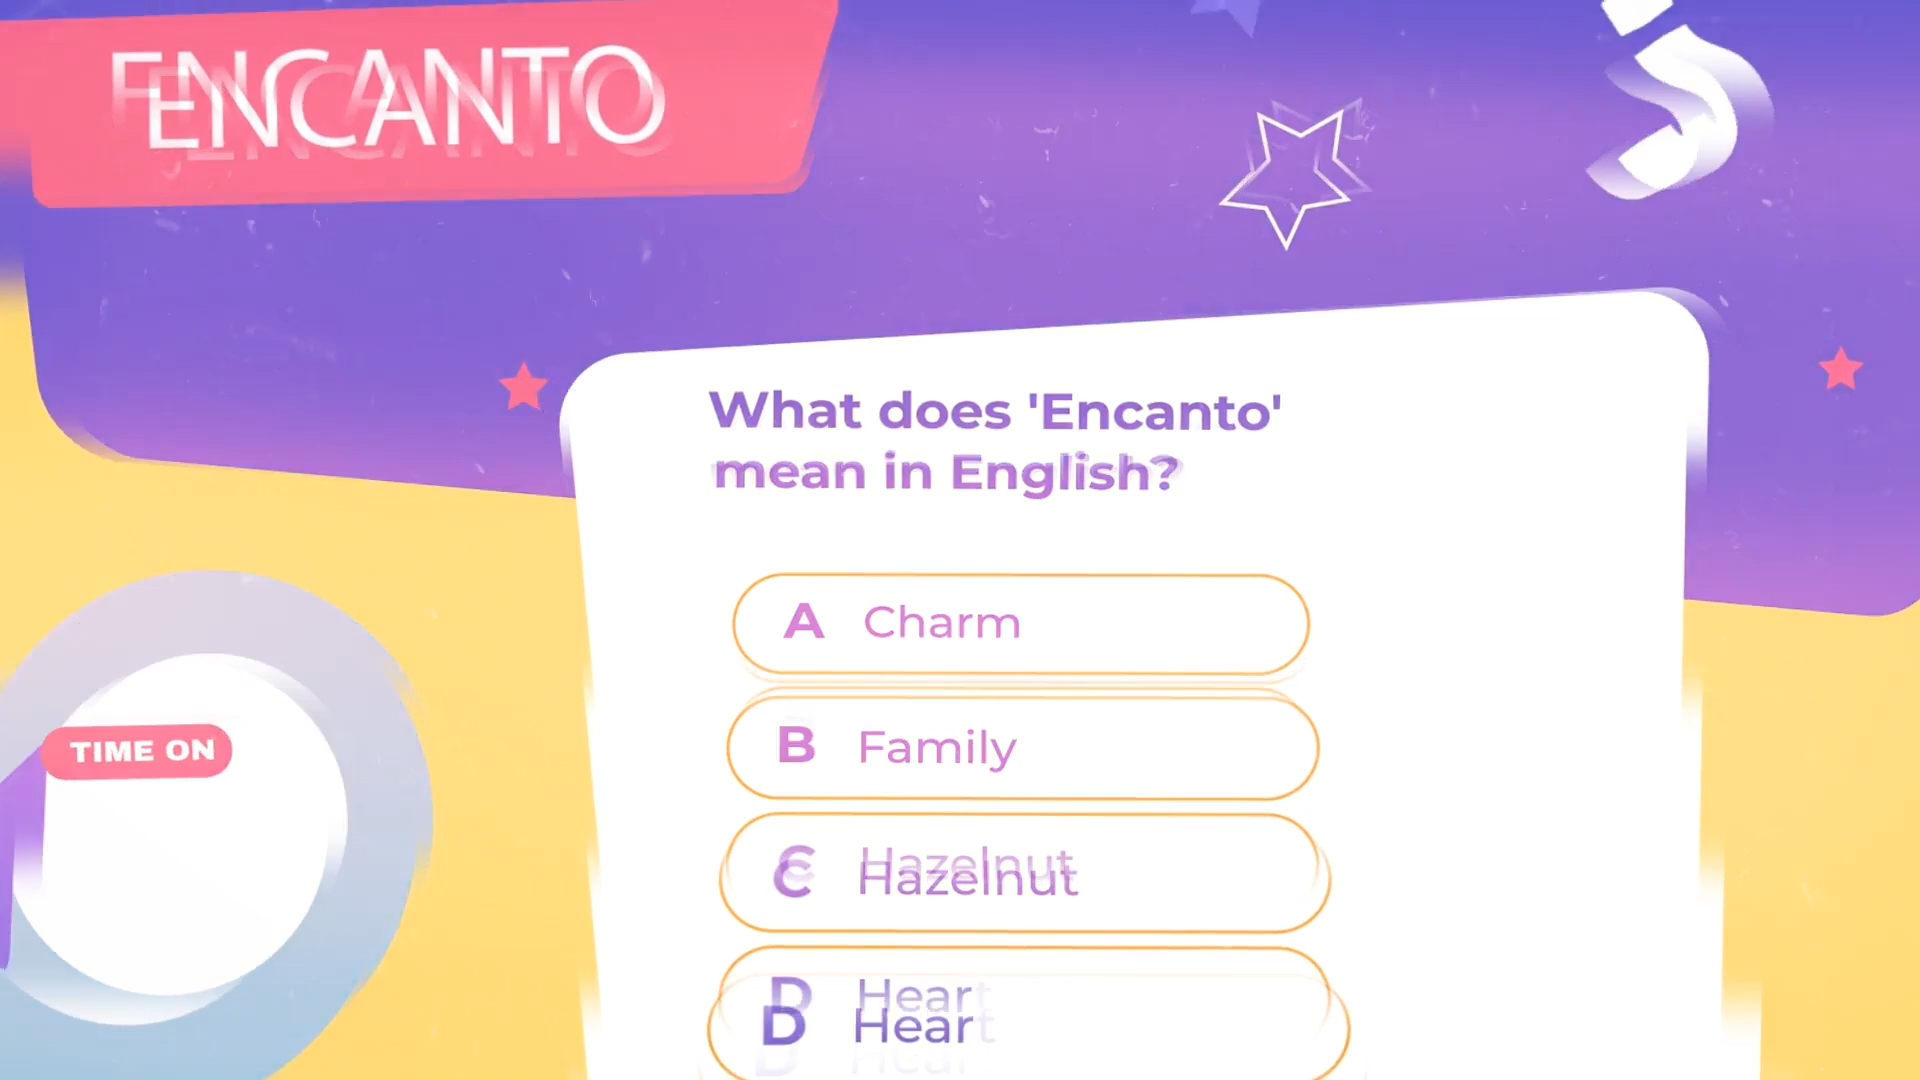 ENCANTO
What does 'Encanto'
mean in English?
A Charm
B Family
C Hazelnut
D Heart
TIME ON